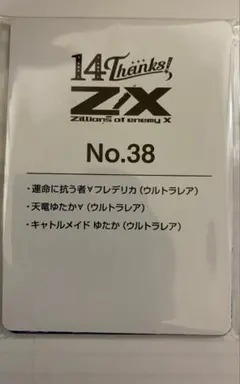 14 Thanks!
Z/X
Zillions of enemy X
No.38
・運命に抗う者∀フレデリカ (ウルトラレア)
・天竜ゆたか∀ (ウルトラレア)
・キャトルメイド ゆたか (ウルトラレア)